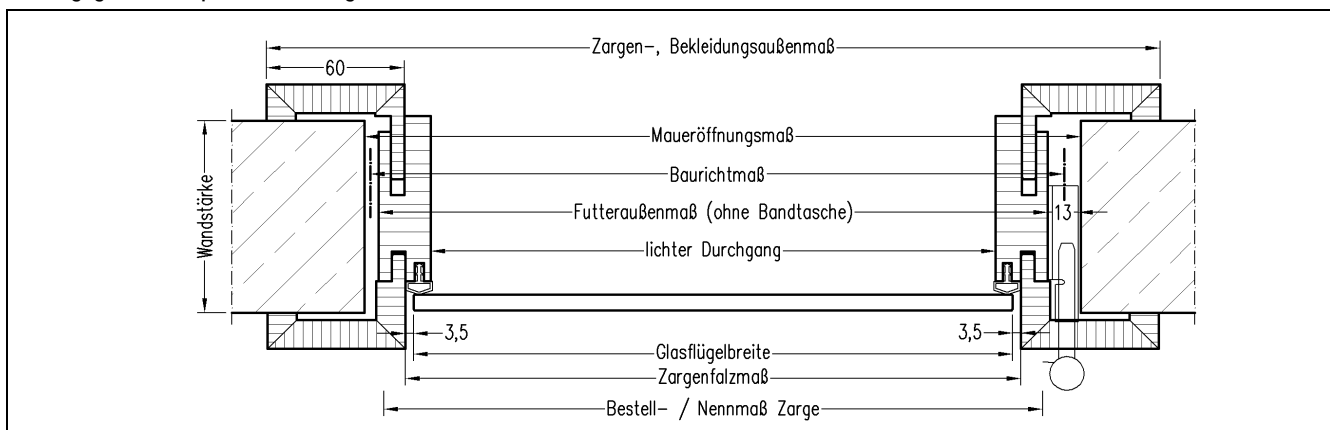 Zargen-, Bekleidungsaußenmaß
60
Maueröffnungsmaß
Baurichtmaß
Wandstärke
Futteraußenmaß (ohne Bandtasche)
13
lichter Durchgang
3,5
3,5
Glasflügelbreite
Zargenfalzmaß
Bestell- / Nennmaß Zarge